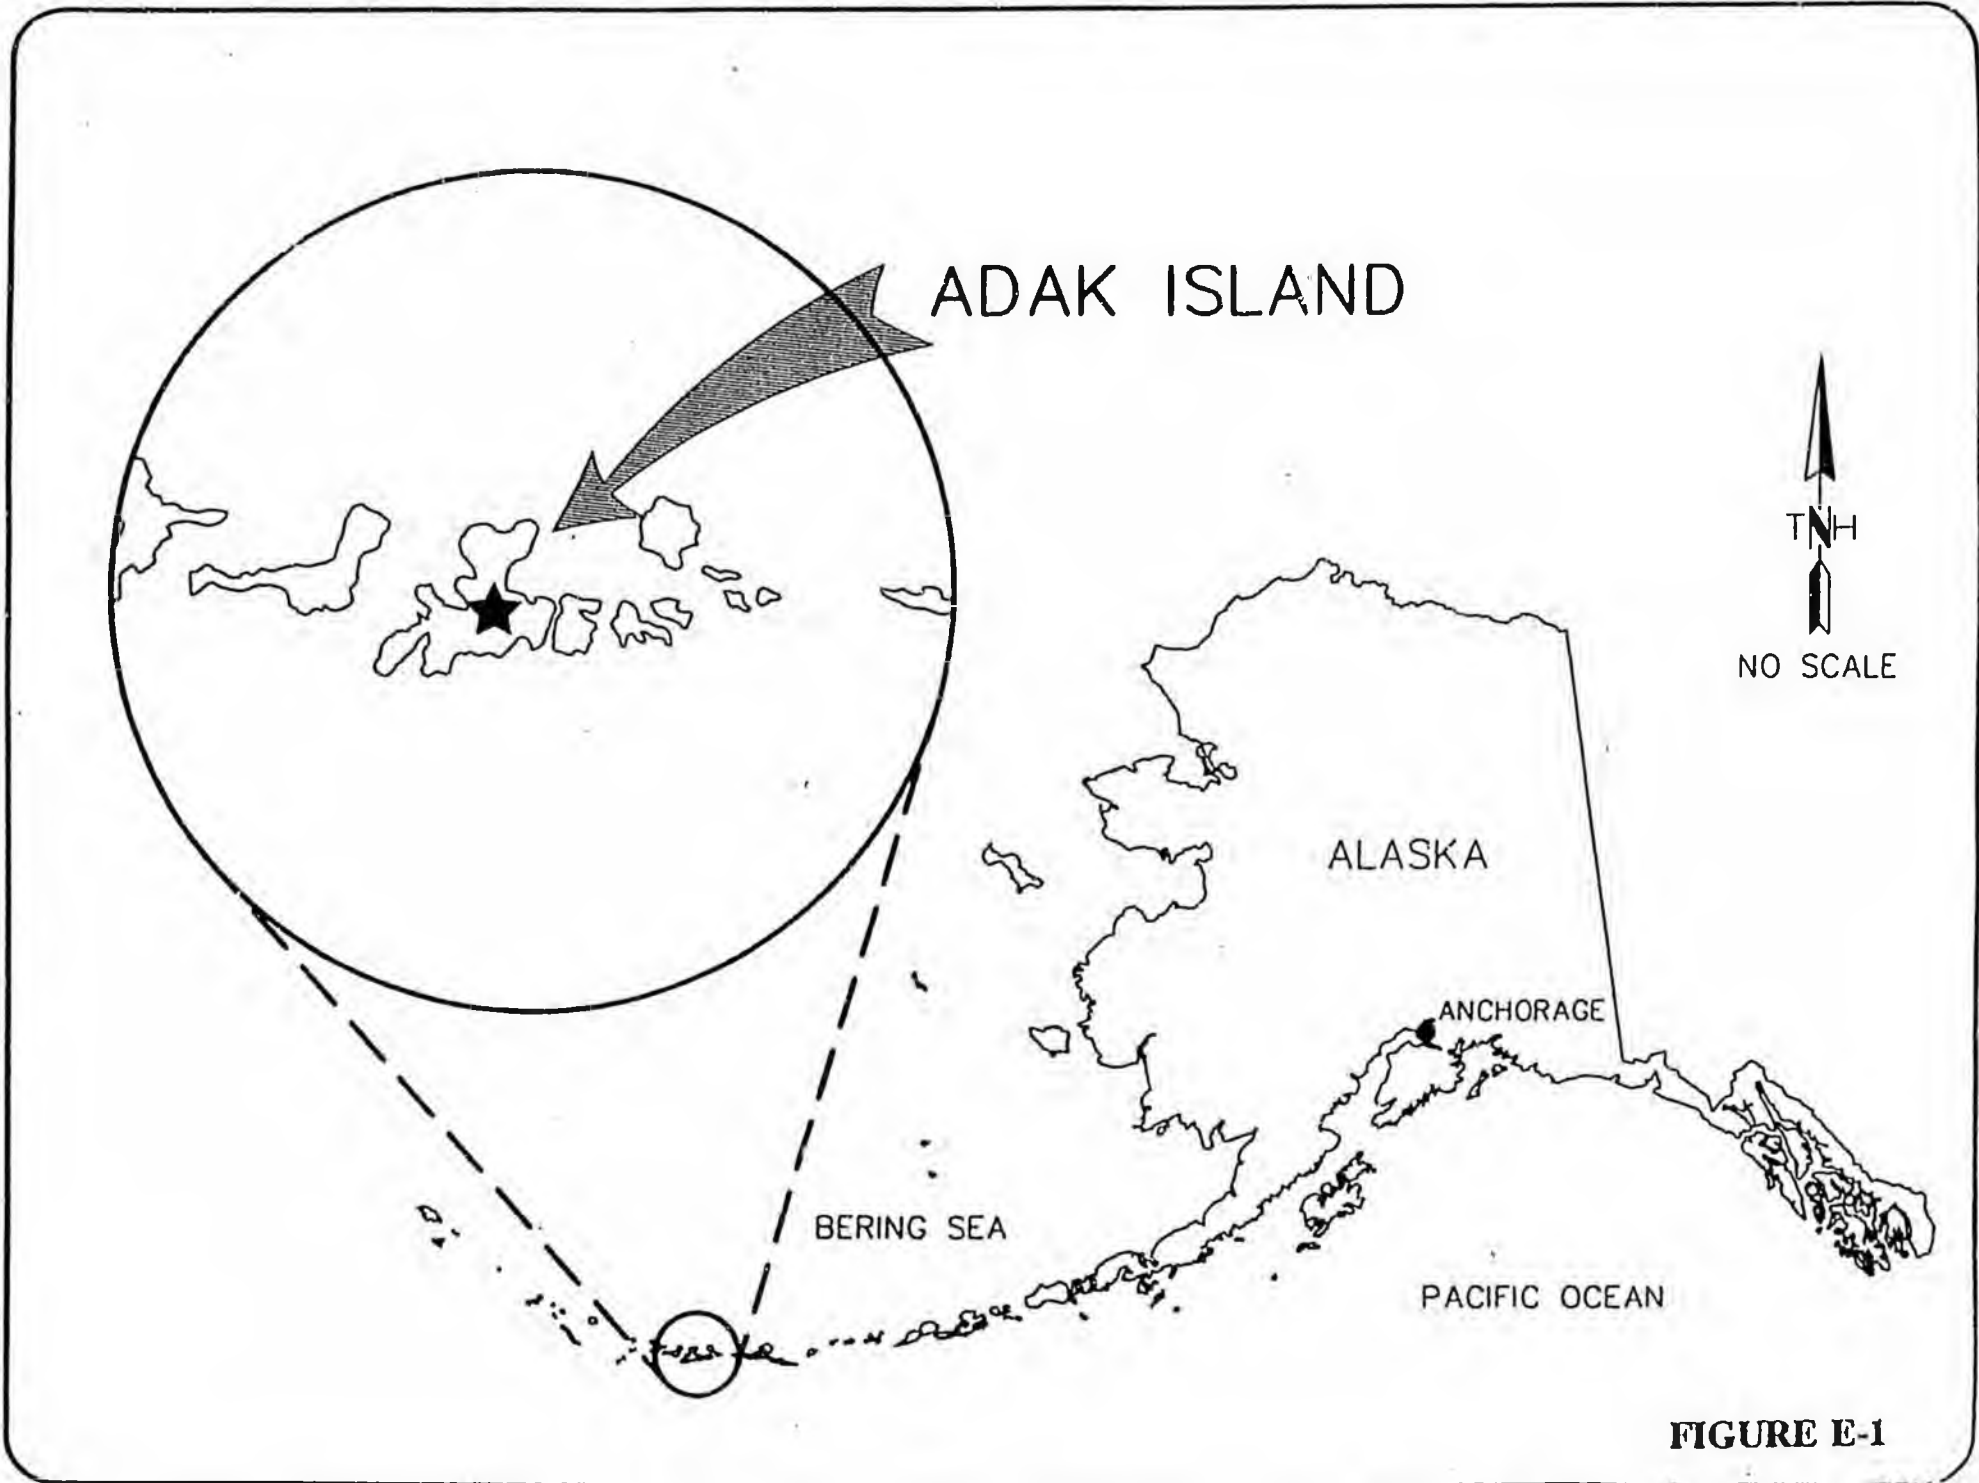 ADAK ISLAND
TNH
NO SCALE
ALASKA
ANCHORAGE
BERING SEA
PACIFIC OCEAN
FIGURE E-1